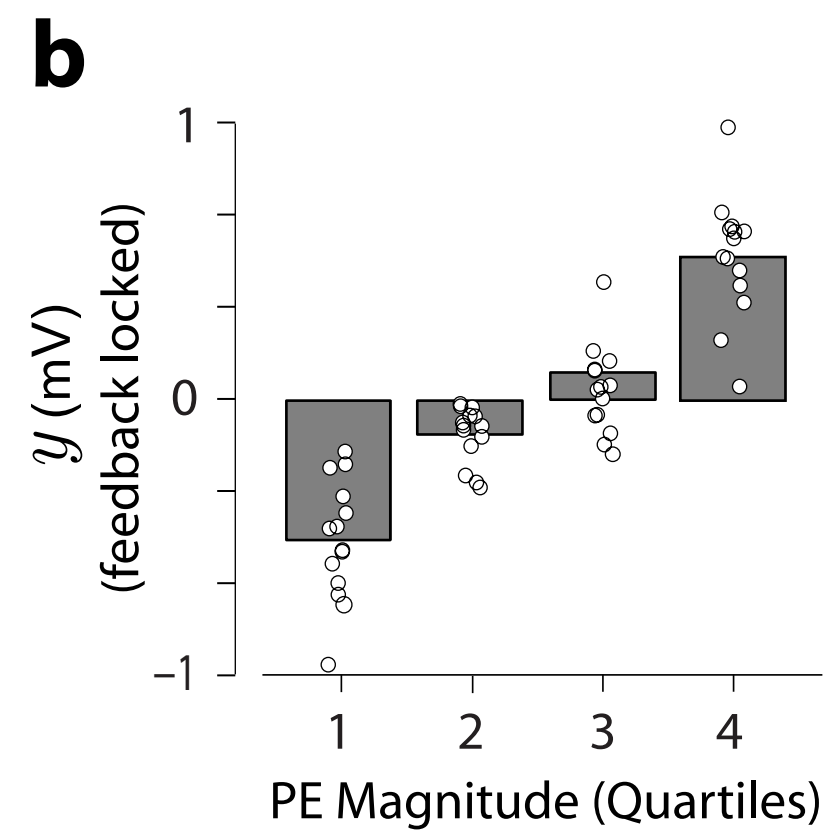 b
1
0
−1
y (mV)
(feedback locked)
1 2 3 4
PE Magnitude (Quartiles)